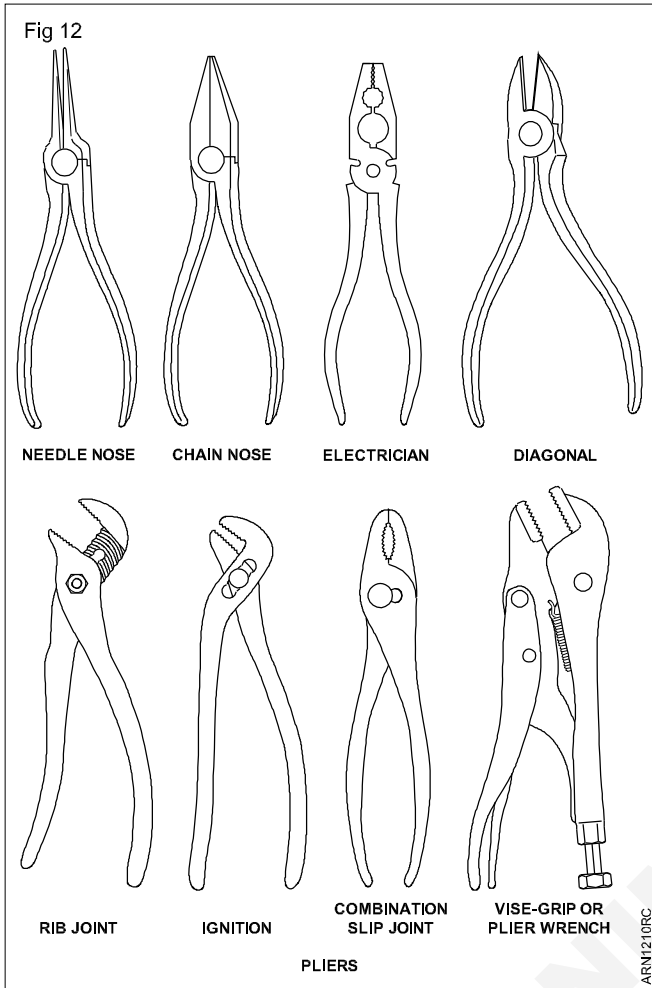 Fig 12
NEEDLE NOSE
CHAIN NOSE
ELECTRICIAN
DIAGONAL
RIB JOINT
IGNITION
COMBINATION
SLIP JOINT
VISE-GRIP OR
PLIER WRENCH
PLIERS
ARN1210RC